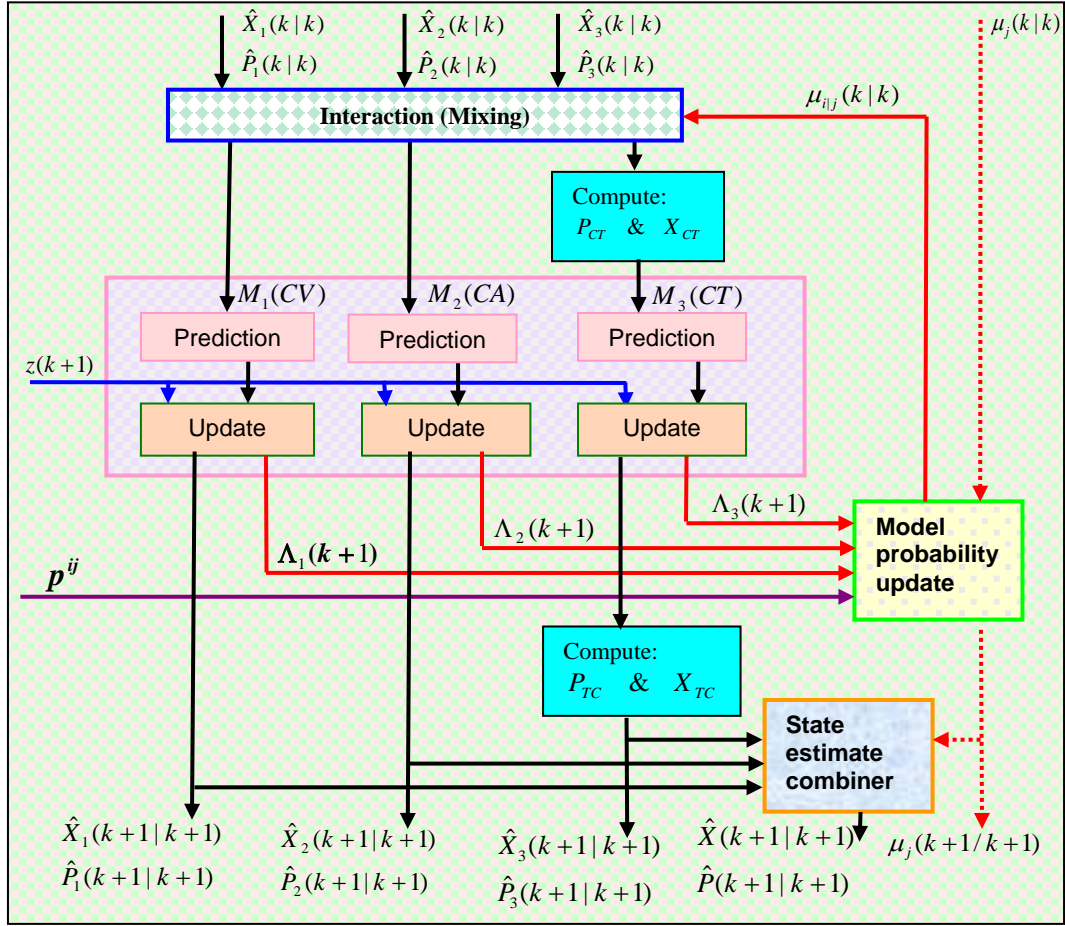 X̂₁(k|k) X̂₂(k|k) X̂₃(k|k) μⱼ(k|k)
P̂₁(k|k) P̂₂(k|k) P̂₃(k|k)
μᵢ|ⱼ(k|k)
Interaction (Mixing)
Compute:
P_CT & X_CT
M₁(CV) M₂(CA) M₃(CT)
Prediction Prediction Prediction
z(k+1)
Update Update Update
Λ₃(k+1)
Λ₂(k+1)
Λ₁(k+1)
Model
probability
update
p^ij
Compute:
P_TC & X_TC
State
estimate
combiner
X̂₁(k+1|k+1) X̂₂(k+1|k+1) X̂₃(k+1|k+1) X̂(k+1|k+1) μⱼ(k+1/k+1)
P̂₁(k+1|k+1) P̂₂(k+1|k+1) P̂₃(k+1|k+1) P̂(k+1|k+1)